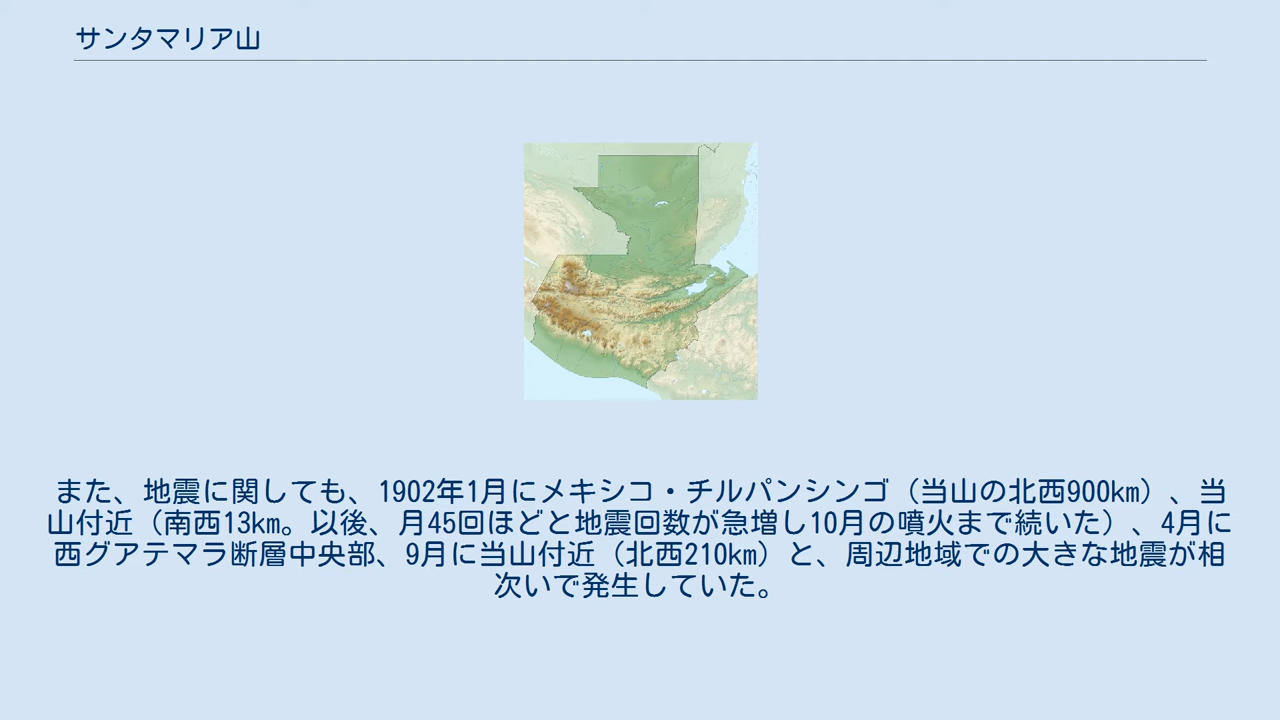 サンタマリア山
また、地震に関しても、1902年1月にメキシコ・チルパンシンゴ（当山の北西900km）、当
山付近（南西13km。以後、月45回ほどと地震回数が急増し10月の噴火まで続いた）、4月に
西グアテマラ断層中央部、9月に当山付近（北西210km）と、周辺地域での大きな地震が相
次いで発生していた。